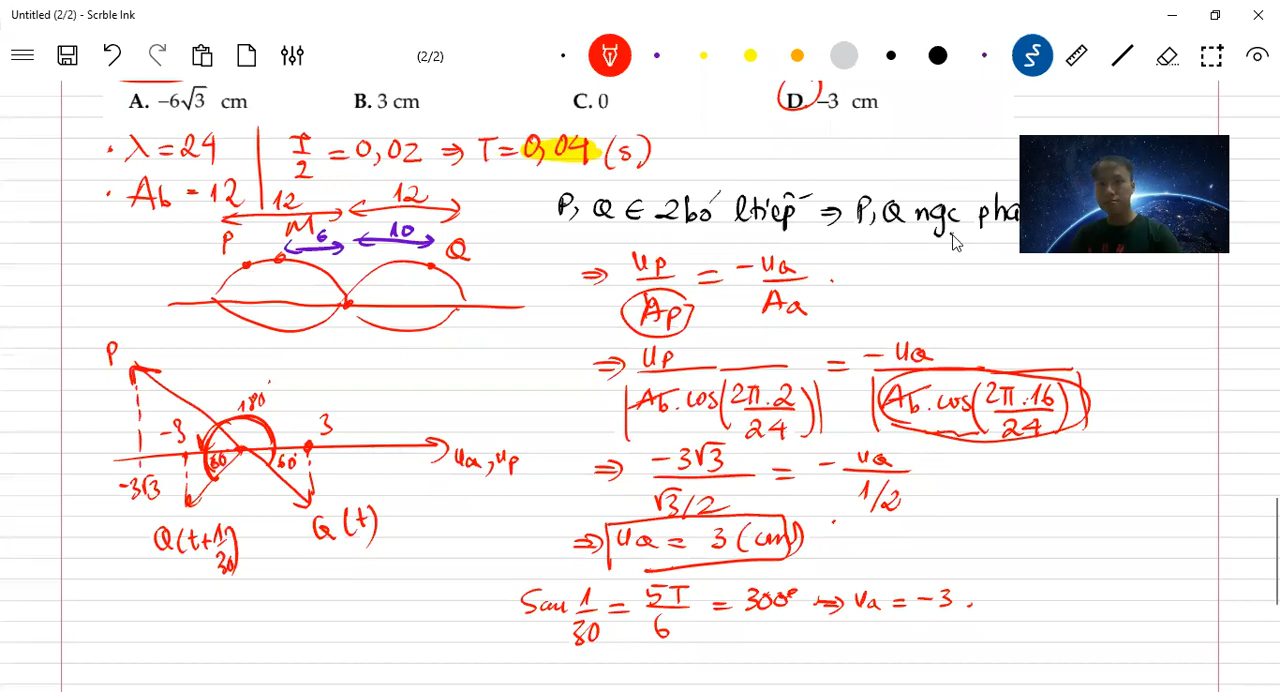 Untitled (2/2) - Scrble Ink
(2/2)
A. −6√3 cm B. 3 cm C. 0 D. −3 cm
• λ = 24 | T/2 = 0,02 ⇒ T = 0,04 (s)
• Ab = 12
12 12
P M 6 10 Q
P, Q ∈ 2 bó ltiếp ⇒ P, Q ngc pha
⇒ uP/AP = −uQ/AQ .
⇒ uP/|Ab.cos(2π.2/24)| = −uQ/|Ab.cos(2π.16/24)|
⇒ −3√3/(√3/2) = −uQ/(1/2)
⇒ uQ = 3 (cm)
Sau 1/30 = 5T/6 = 300° ⇒ uQ = −3 .
P
180
−3 3
60 60°
uQ, uP
−3√3
Q(t+1/30) Q(t)